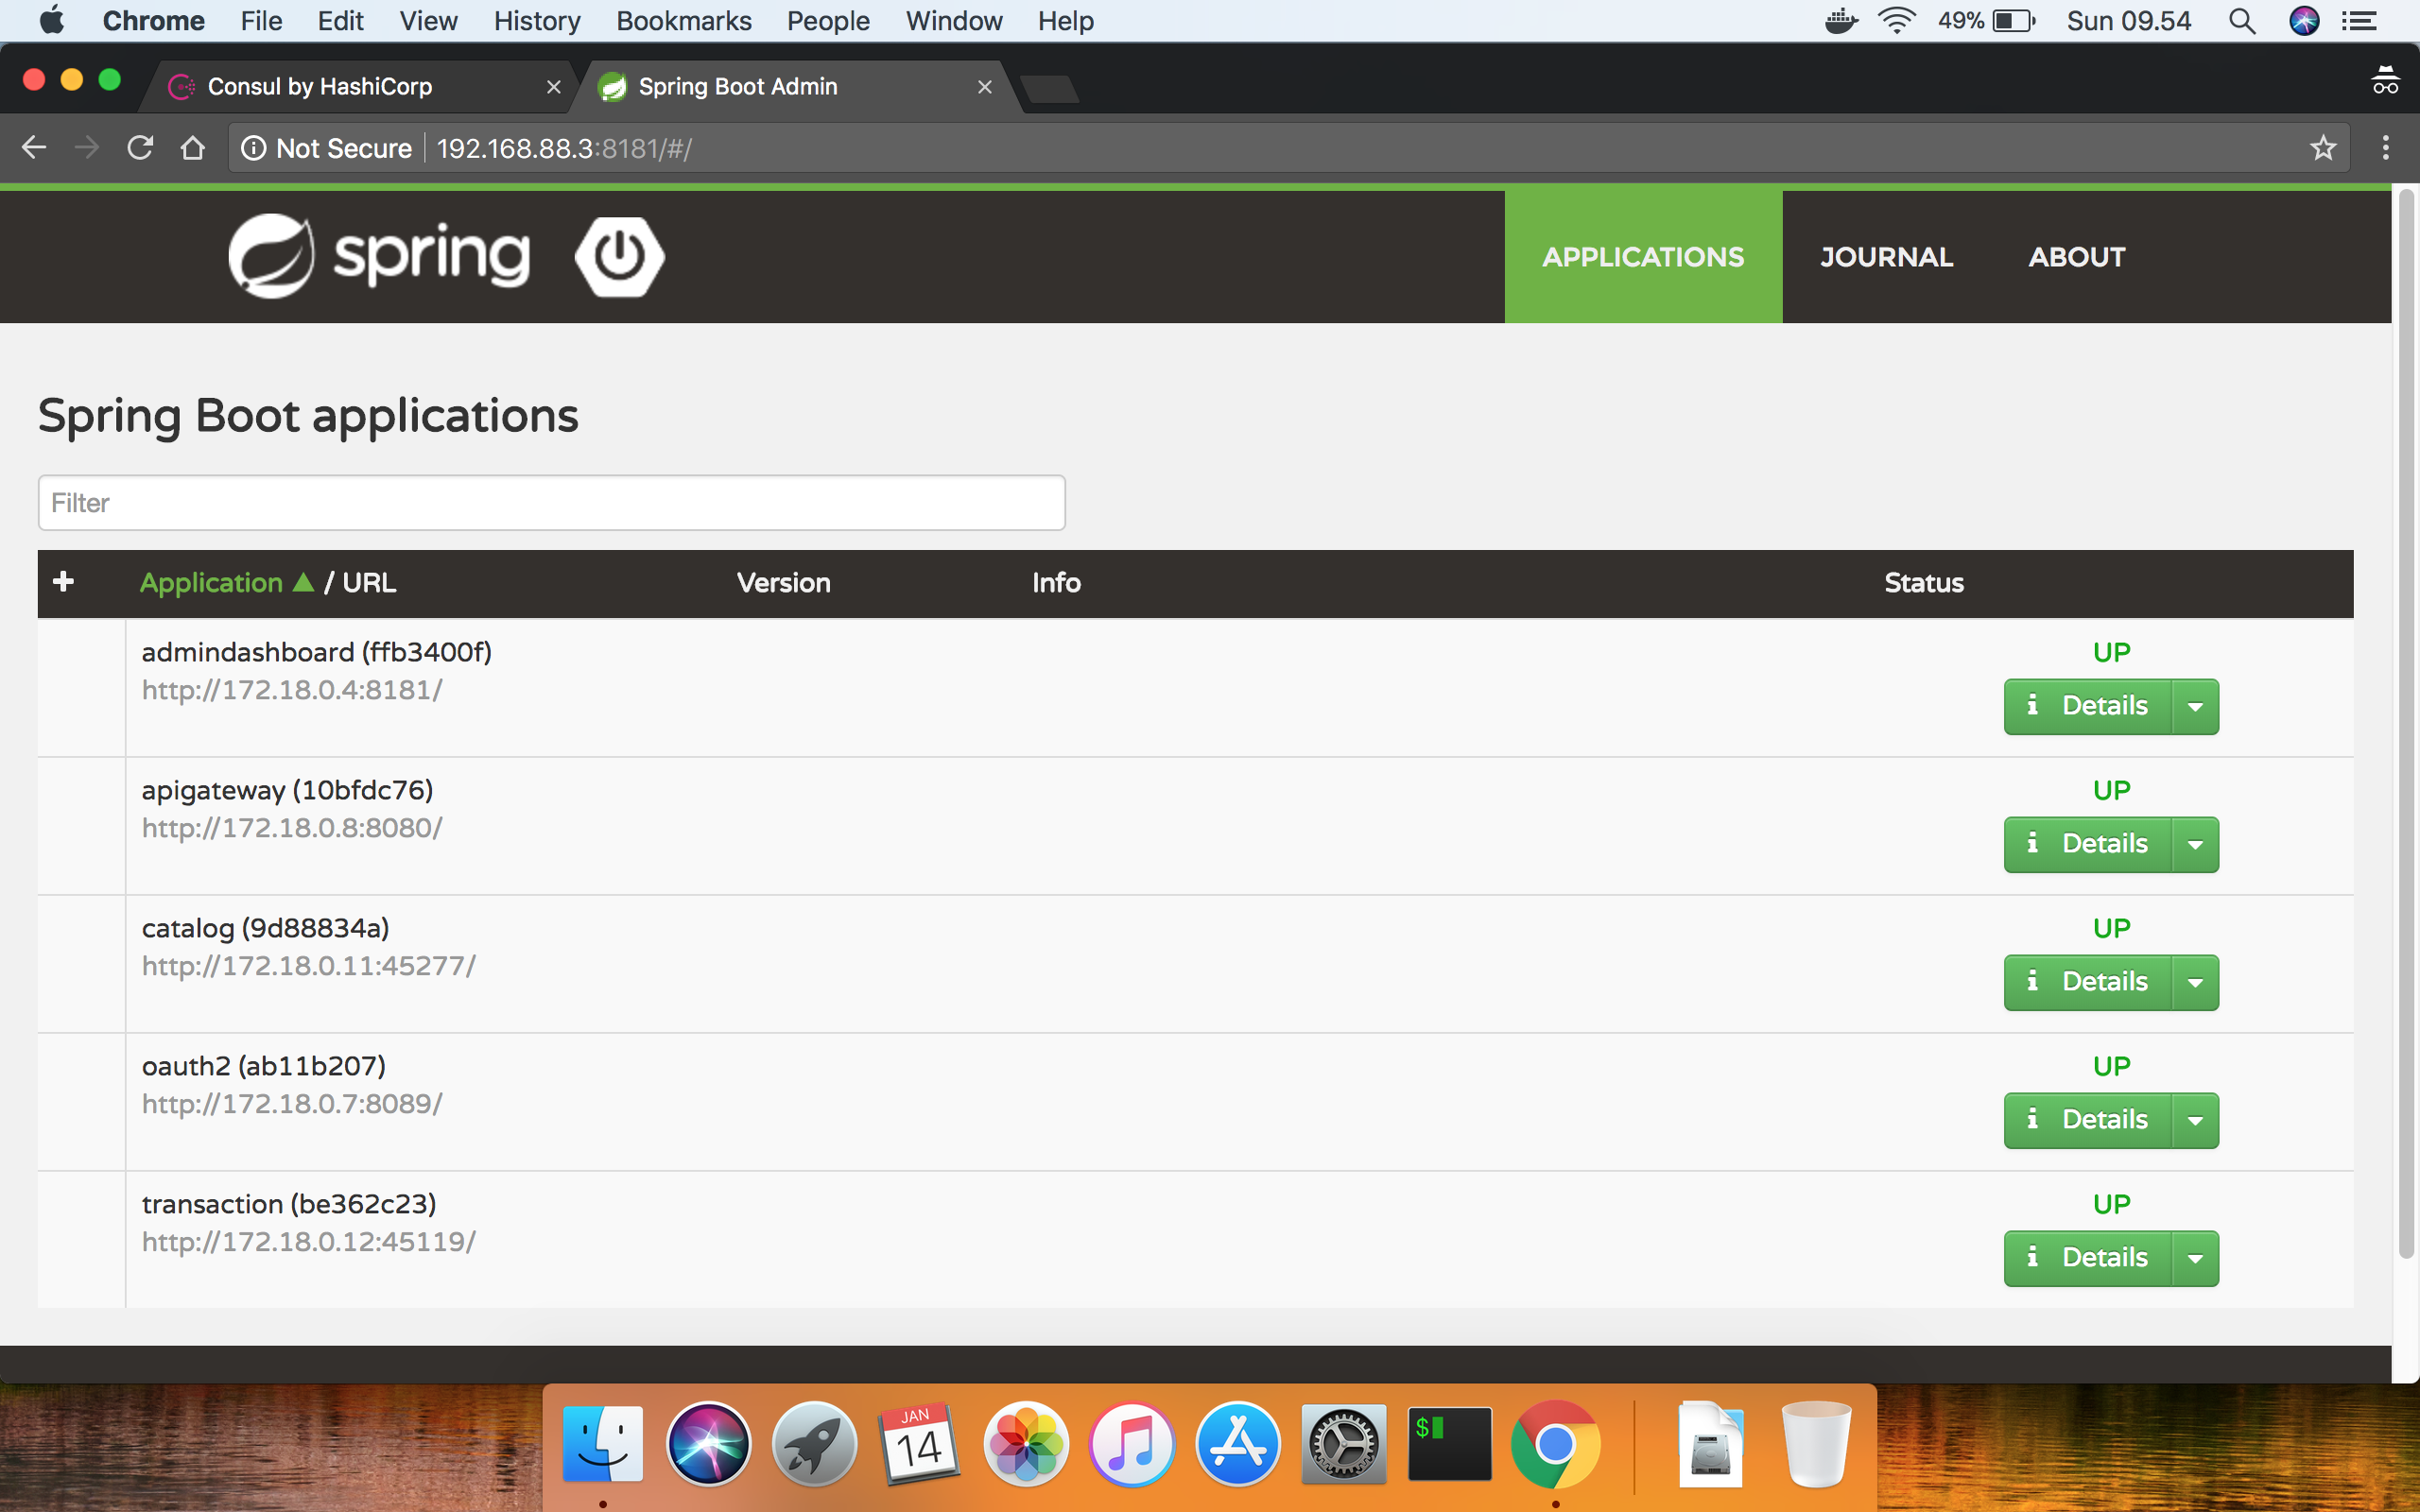 Chrome File Edit View History Bookmarks People Window Help 49% Sun 09.54
Consul by HashiCorp Spring Boot Admin
Not Secure 192.168.88.3:8181/#/
spring APPLICATIONS JOURNAL ABOUT
Spring Boot applications
Filter
Application / URL Version Info Status
admindashboard (ffb3400f) UP
http://172.18.0.4:8181/ Details
apigateway (10bfdc76) UP
http://172.18.0.8:8080/ Details
catalog (9d88834a) UP
http://172.18.0.11:45277/ Details
oauth2 (ab11b207) UP
http://172.18.0.7:8089/ Details
transaction (be362c23) UP
http://172.18.0.12:45119/ Details
JAN
14
$